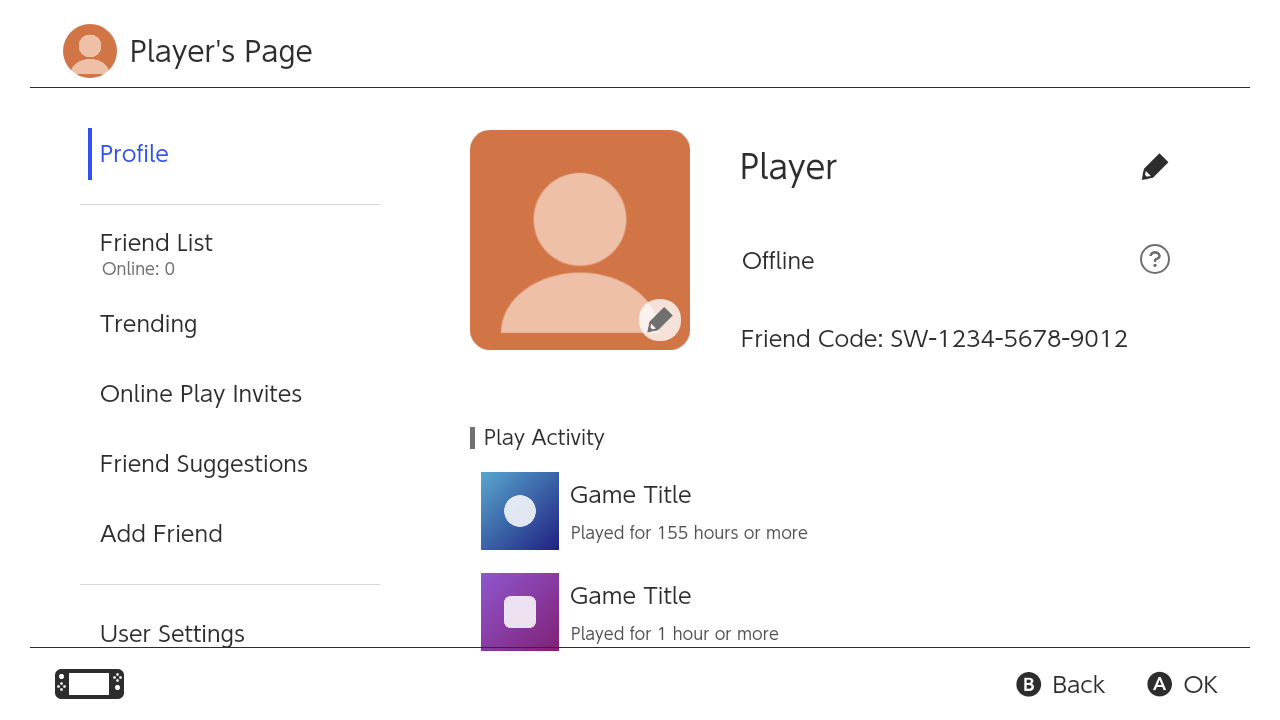 Player's Page
Profile
Friend List
Online: 0
Trending
Online Play Invites
Friend Suggestions
Add Friend
User Settings
Player
Offline
?
Friend Code: SW-1234-5678-9012
Play Activity
Game Title
Played for 155 hours or more
Game Title
Played for 1 hour or more
B Back
A OK